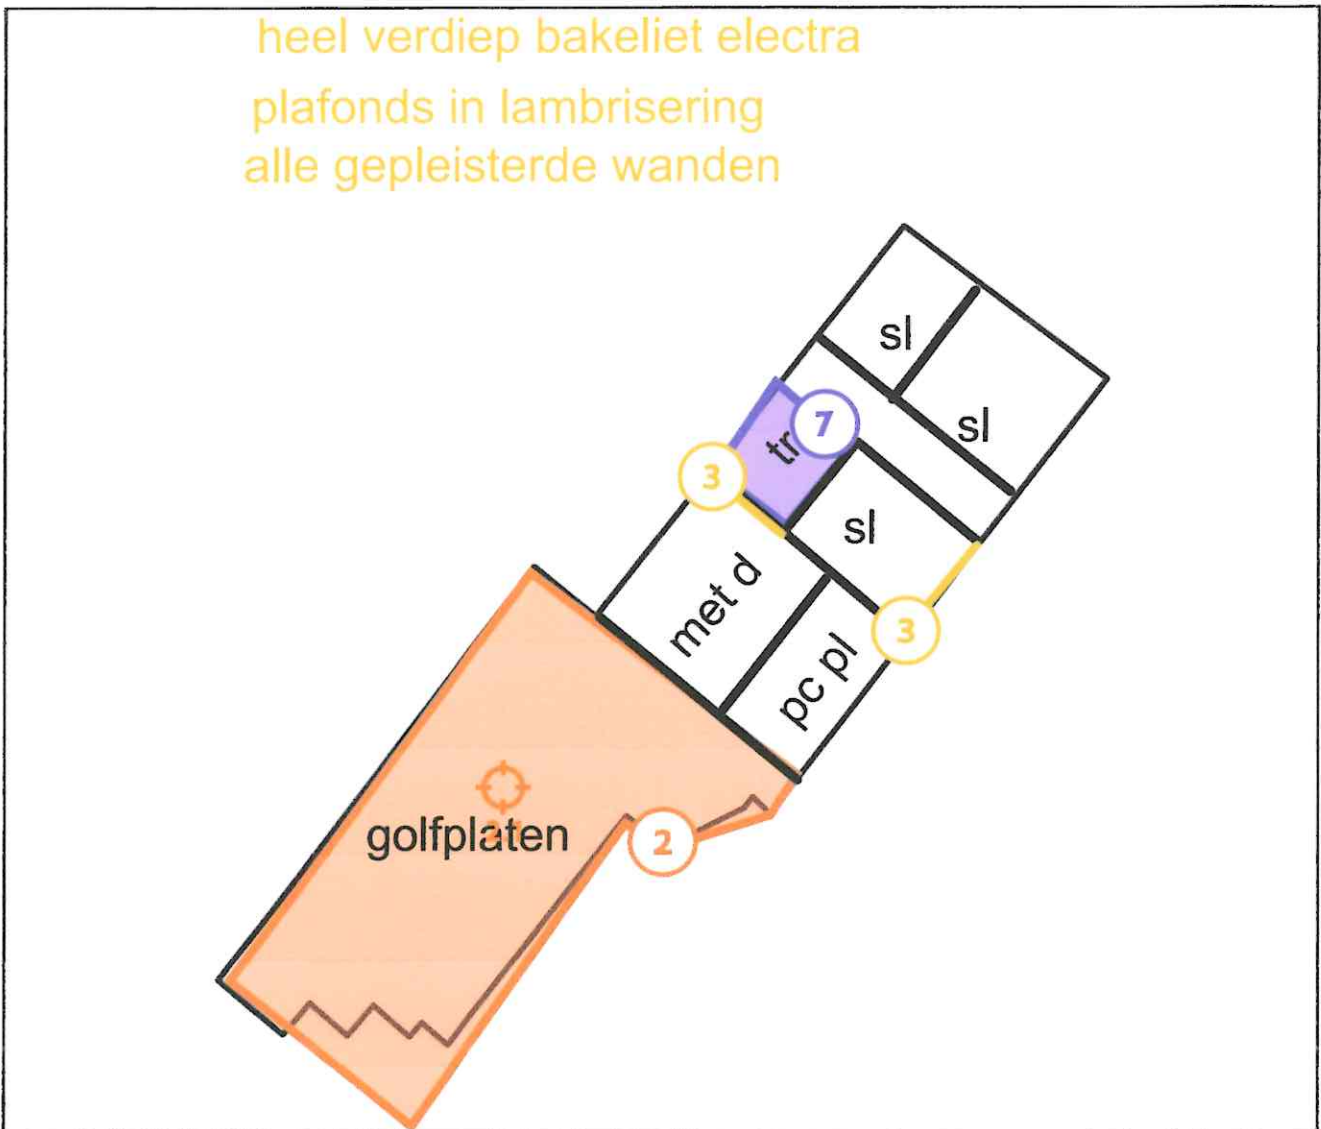 heel verdiep bakeliet electra
plafonds in lambrisering
alle gepleisterde wanden
sl
sl
tr
7
3
sl
met d
3
pc pl
golfplaten
2